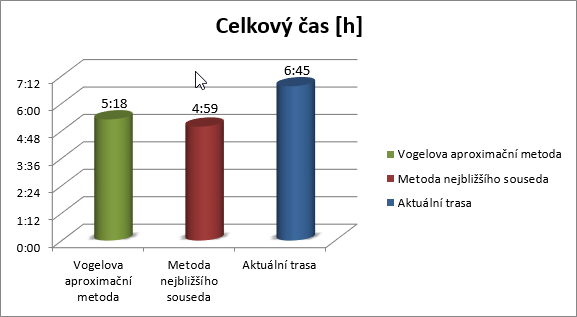 Celkový čas [h]
7:12
6:00
4:48
3:36
2:24
1:12
0:00
5:18
4:59
6:45
Vogelova
aproximační
metoda
Metoda
nejbližšího
souseda
Aktuální trasa
Vogelova aproximační metoda
Metoda nejbližšího souseda
Aktuální trasa